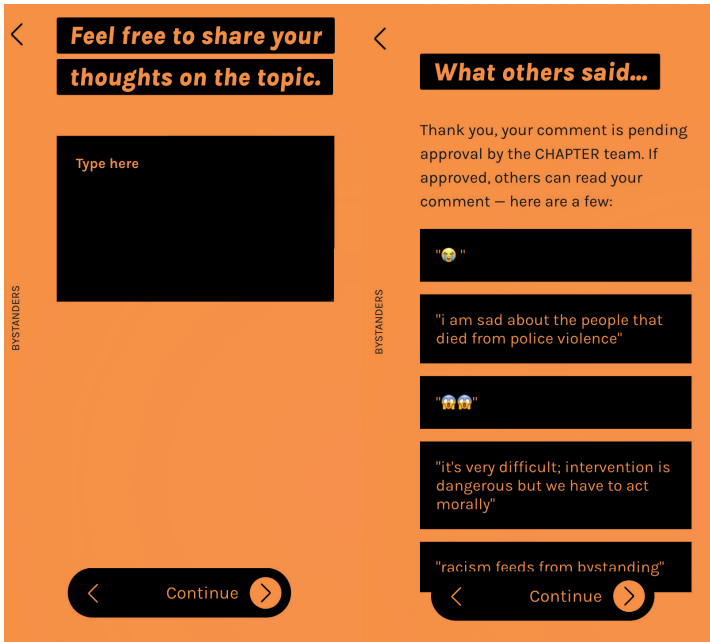 Feel free to share your
thoughts on the topic.
Type here
BYSTANDERS
Continue
What others said...
Thank you, your comment is pending
approval by the CHAPTER team. If
approved, others can read your
comment — here are a few:
"😭 "
"i am sad about the people that
died from police violence"
"😱😱"
"it's very difficult; intervention is
dangerous but we have to act
morally"
"racism feeds from bystanding"
BYSTANDERS
Continue